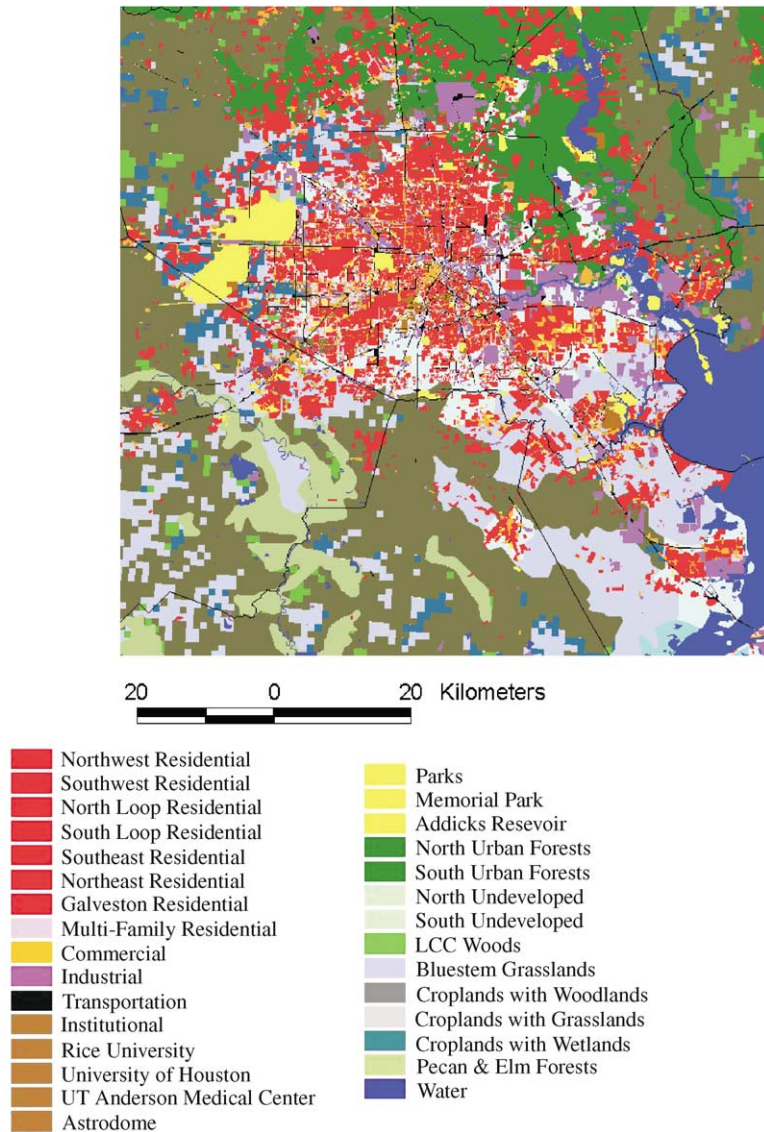 20 0 20 Kilometers
Northwest Residential
Southwest Residential
North Loop Residential
South Loop Residential
Southeast Residential
Northeast Residential
Galveston Residential
Multi-Family Residential
Commercial
Industrial
Transportation
Institutional
Rice University
University of Houston
UT Anderson Medical Center
Astrodome
Parks
Memorial Park
Addicks Resevoir
North Urban Forests
South Urban Forests
North Undeveloped
South Undeveloped
LCC Woods
Bluestem Grasslands
Croplands with Woodlands
Croplands with Grasslands
Croplands with Wetlands
Pecan & Elm Forests
Water